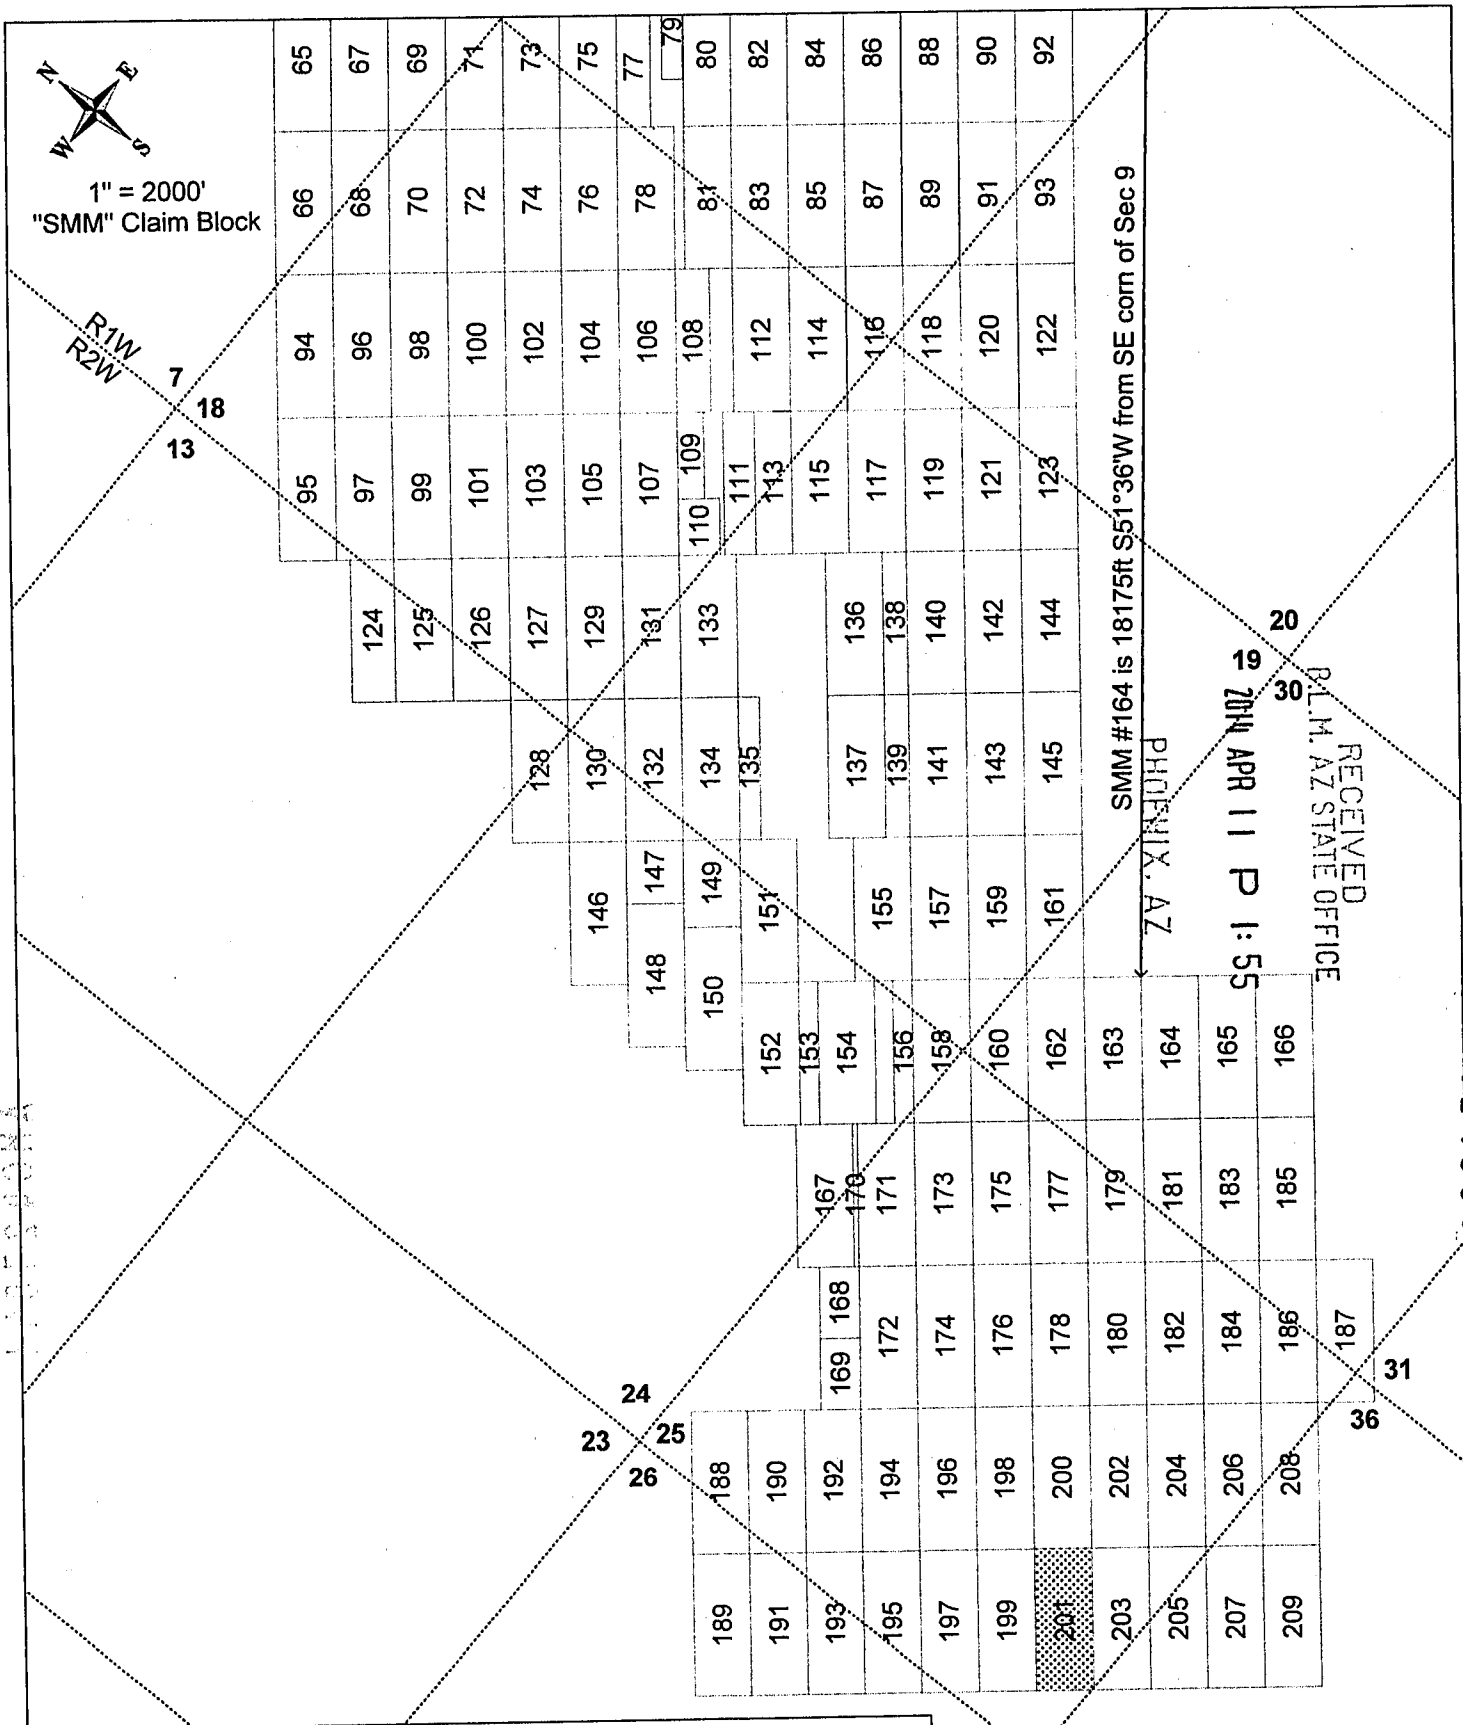 N
E
W
S
1" = 2000'
"SMM" Claim Block
65 67 69 71 73 75 77 79 80 82 84 86 88 90 92
66 68 70 72 74 76 78 81 83 85 87 89 91 93
R1W
R2W
7
18
13
94 96 98 100 102 104 106 108 112 114 116 118 120 122
95 97 99 101 103 105 107 109 110 111 113 115 117 119 121 123
124 125 126 127 129 131 133 136 138 140 142 144
128 130 132 134 135 137 139 141 143 145
146 147 148 149 150 151 155 157 159 161
152 153 154 156 158 160 162 163 164 165 166
167 170 171 173 175 177 179 181 183 185
168 169 172 174 176 178 180 182 184 186 187
188 190 192 194 196 198 200 202 204 206 208
189 191 193 195 197 199 201 203 205 207 209
SMM #164 is 18175ft S51°36'W from SE corn of Sec 9
20
19
30
RECEIVED
B.L.M. AZ STATE OFFICE
2014 APR 11 P 1:55
PHOENIX, AZ
24
23
25
26
31
36